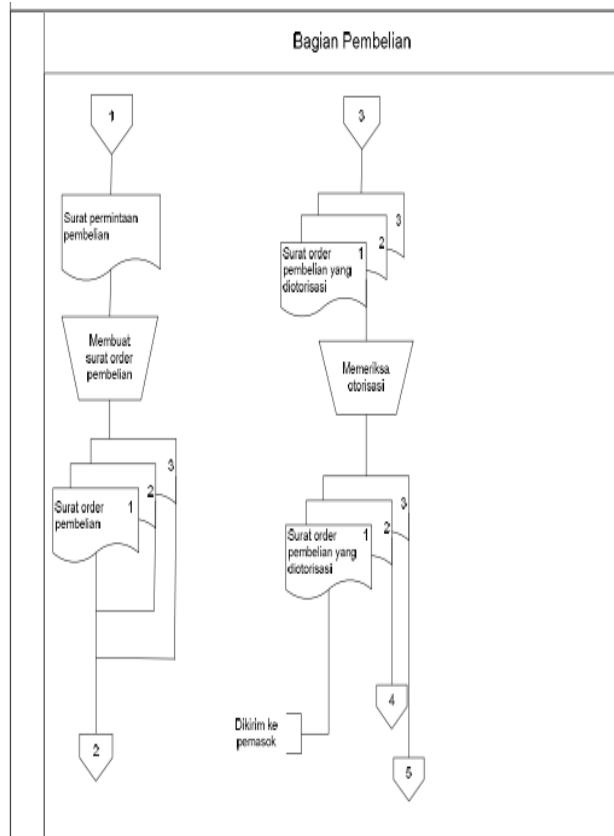 Bagian Pembelian
1
Surat permintaan
pembelian
Membuat
surat order
pembelian
3
2
Surat order 1
pembelian
2
3
3
2
1
Surat order
pembelian yang
diotorisasi
Memeriksa
otorisasi
3
2
Surat order 1
pembelian yang
diotorisasi
4
Dikirim ke
pemasok
5